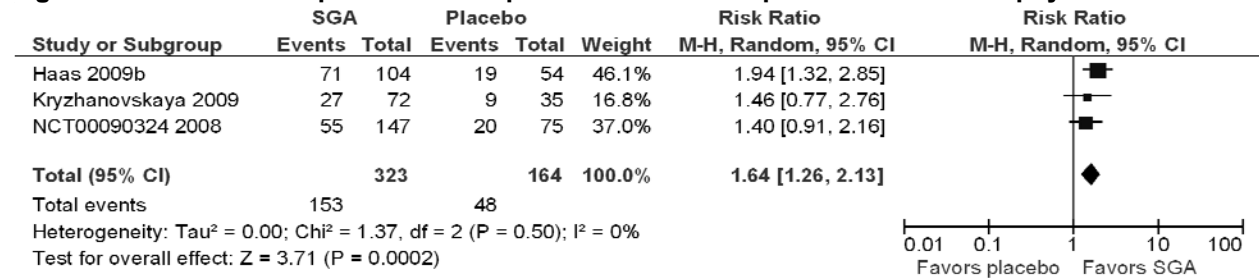 SGA Placebo Risk Ratio Risk Ratio
Study or Subgroup Events Total Events Total Weight M-H, Random, 95% CI M-H, Random, 95% CI
Haas 2009b 71 104 19 54 46.1% 1.94 [1.32, 2.85]
Kryzhanovskaya 2009 27 72 9 35 16.8% 1.46 [0.77, 2.76]
NCT00090324 2008 55 147 20 75 37.0% 1.40 [0.91, 2.16]
Total (95% CI) 323 164 100.0% 1.64 [1.26, 2.13]
Total events 153 48
Heterogeneity: Tau² = 0.00; Chi² = 1.37, df = 2 (P = 0.50); I² = 0%
Test for overall effect: Z = 3.71 (P = 0.0002)
0.01 0.1 1 10 100
Favors placebo Favors SGA